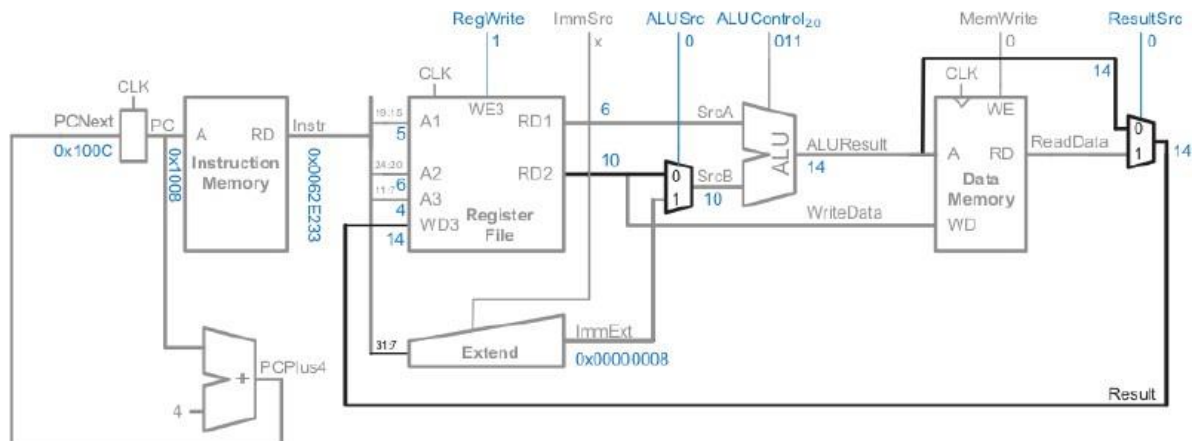 RegWrite ImmSrc ALUSrc ALUControl2:0 MemWrite ResultSrc
1 x 0 011 0 0
CLK CLK CLK 14
PCNext PC Instr
0x100C 0x1008 0x0062E233
A RD
Instruction
Memory
19:15 A1 WE3 RD1 6 SrcA
5
24:20 A2 RD2 10 0 SrcB
6 1 10
11:7 A3
4
WD3 Register
14 File
ALU ALUResult
14
WriteData
WE
A RD ReadData 0
Data 1 14
Memory
WD
31:7 Extend ImmExt
0x00000008
PCPlus4
+
4
Result